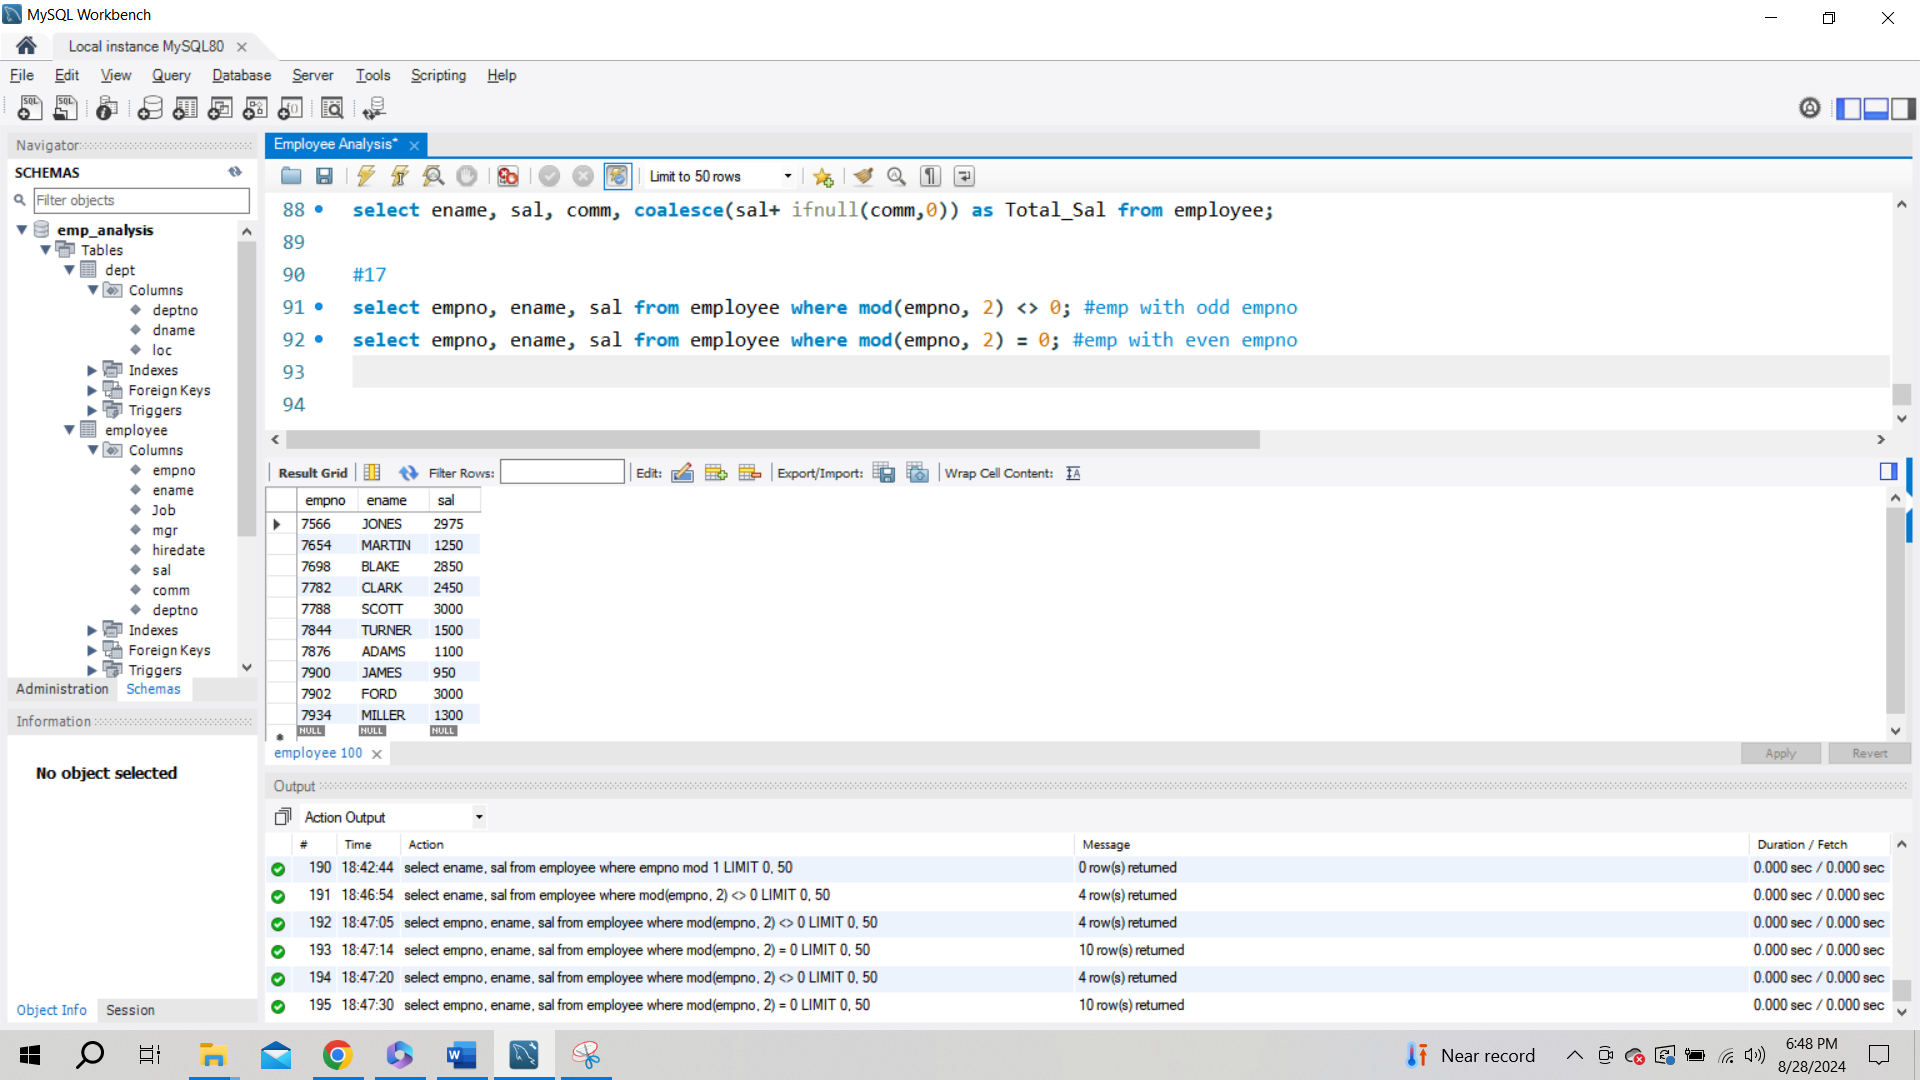 MySQL Workbench
Local instance MySQL80
File Edit View Query Database Server Tools Scripting Help
Navigator
SCHEMAS
Filter objects
emp_analysis
Tables
dept
Columns
deptno
dname
loc
Indexes
Foreign Keys
Triggers
employee
Columns
empno
ename
Job
mgr
hiredate
sal
comm
deptno
Indexes
Foreign Keys
Triggers
Administration Schemas
Information
No object selected
Object Info Session
Employee Analysis*
Limit to 50 rows
88 select ename, sal, comm, coalesce(sal+ ifnull(comm,0)) as Total_Sal from employee;
89
90 #17
91 select empno, ename, sal from employee where mod(empno, 2) <> 0; #emp with odd empno
92 select empno, ename, sal from employee where mod(empno, 2) = 0; #emp with even empno
93
94
Result Grid Filter Rows: Edit: Export/Import: Wrap Cell Content:
empno ename sal
7566 JONES 2975
7654 MARTIN 1250
7698 BLAKE 2850
7782 CLARK 2450
7788 SCOTT 3000
7844 TURNER 1500
7876 ADAMS 1100
7900 JAMES 950
7902 FORD 3000
7934 MILLER 1300
NULL NULL NULL
employee 100
Apply Revert
Output
Action Output
# Time Action Message Duration / Fetch
190 18:42:44 select ename, sal from employee where empno mod 1 LIMIT 0, 50 0 row(s) returned 0.000 sec / 0.000 sec
191 18:46:54 select ename, sal from employee where mod(empno, 2) <> 0 LIMIT 0, 50 4 row(s) returned 0.000 sec / 0.000 sec
192 18:47:05 select empno, ename, sal from employee where mod(empno, 2) <> 0 LIMIT 0, 50 4 row(s) returned 0.000 sec / 0.000 sec
193 18:47:14 select empno, ename, sal from employee where mod(empno, 2) = 0 LIMIT 0, 50 10 row(s) returned 0.000 sec / 0.000 sec
194 18:47:20 select empno, ename, sal from employee where mod(empno, 2) <> 0 LIMIT 0, 50 4 row(s) returned 0.000 sec / 0.000 sec
195 18:47:30 select empno, ename, sal from employee where mod(empno, 2) = 0 LIMIT 0, 50 10 row(s) returned 0.000 sec / 0.000 sec
Near record
6:48 PM
8/28/2024